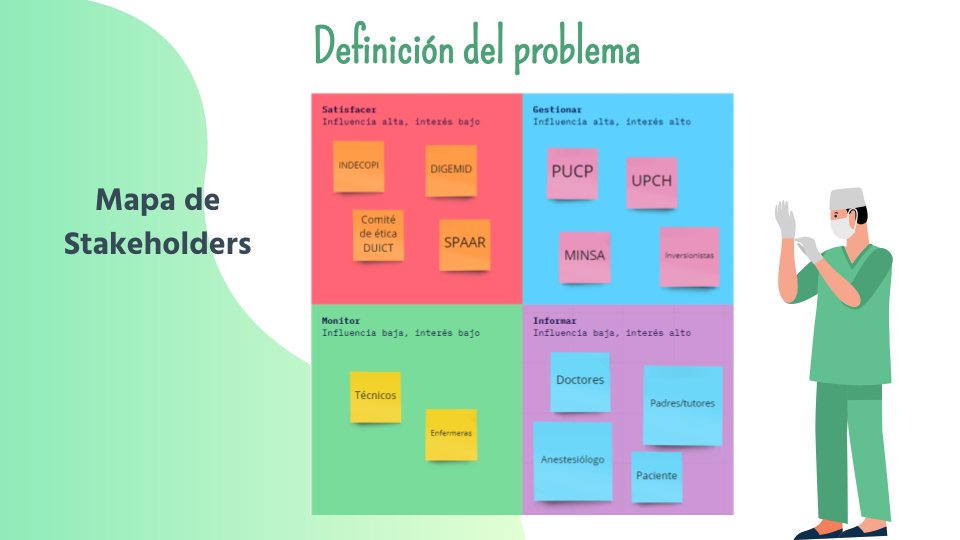 Definición del problema
Mapa de
Stakeholders
Satisfacer
Influencia alta, interés bajo
INDECOPI
DIGEMID
Comité
de ética
DUICT
SPAAR
Gestionar
Influencia alta, interés alto
PUCP
UPCH
MINSA
Inversionistas
Monitor
Influencia baja, interés bajo
Técnicos
Enfermeras
Informar
Influencia baja, interés alto
Doctores
Padres/tutores
Anestesiólogo
Paciente